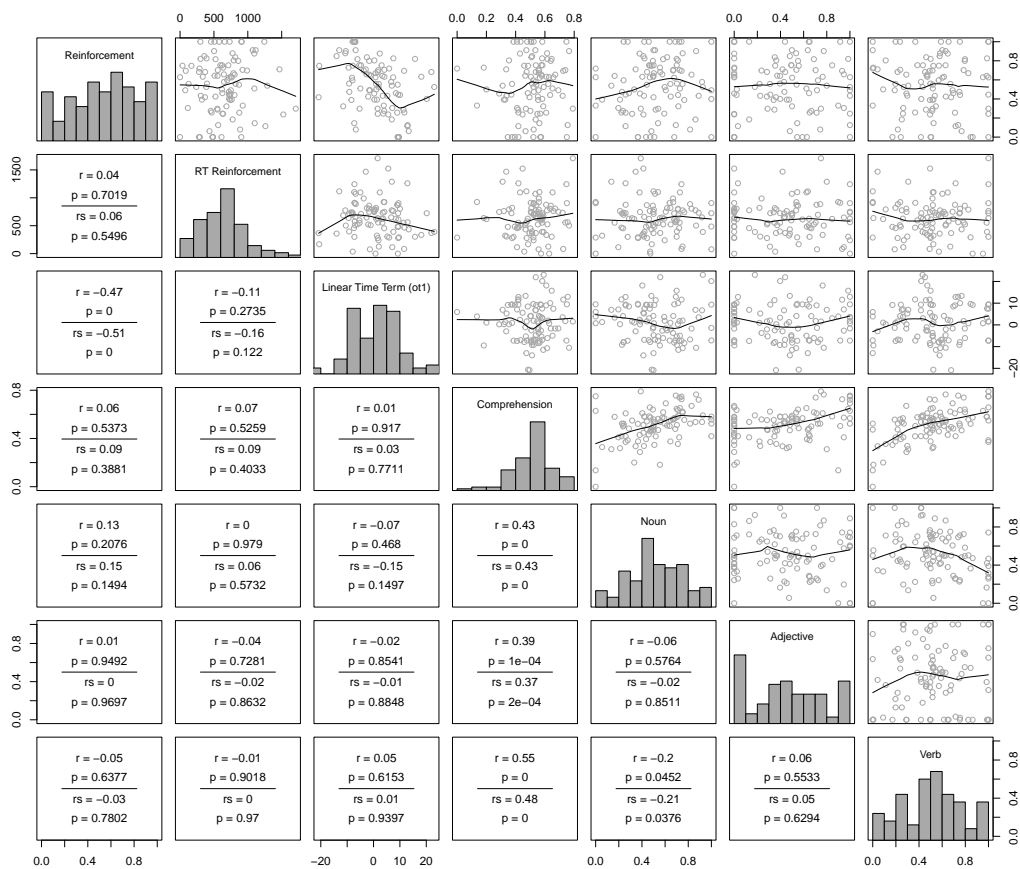 0 500 1000
0.0 0.2 0.4 0.6 0.8
0.0 0.4 0.8
Reinforcement
0.0 0.4 0.8
r = 0.04
p = 0.7019
rs = 0.06
p = 0.5496
RT Reinforcement
0 500 1500
r = −0.47
p = 0
rs = −0.51
p = 0
r = −0.11
p = 0.2735
rs = −0.16
p = 0.122
Linear Time Term (ot1)
−20 0 10
r = 0.06
p = 0.5373
rs = 0.09
p = 0.3881
r = 0.07
p = 0.5259
rs = 0.09
p = 0.4033
r = 0.01
p = 0.917
rs = 0.03
p = 0.7711
Comprehension
0.0 0.4 0.8
r = 0.13
p = 0.2076
rs = 0.15
p = 0.1494
r = 0
p = 0.979
rs = 0.06
p = 0.5732
r = −0.07
p = 0.468
rs = −0.15
p = 0.1497
r = 0.43
p = 0
rs = 0.43
p = 0
Noun
0.0 0.4 0.8
r = 0.01
p = 0.9492
rs = 0
p = 0.9697
r = −0.04
p = 0.7281
rs = −0.02
p = 0.8632
r = −0.02
p = 0.8541
rs = −0.01
p = 0.8848
r = 0.39
p = 1e−04
rs = 0.37
p = 2e−04
r = −0.06
p = 0.5764
rs = −0.02
p = 0.8511
Adjective
0.0 0.4 0.8
r = −0.05
p = 0.6377
rs = −0.03
p = 0.7802
r = −0.01
p = 0.9018
rs = 0
p = 0.97
r = 0.05
p = 0.6153
rs = 0.01
p = 0.9397
r = 0.55
p = 0
rs = 0.48
p = 0
r = −0.2
p = 0.0452
rs = −0.21
p = 0.0376
r = 0.06
p = 0.5533
rs = 0.05
p = 0.6294
Verb
0.0 0.4 0.8
0.0 0.4 0.8
−20 0 10 20
0.0 0.4 0.8
0.0 0.4 0.8